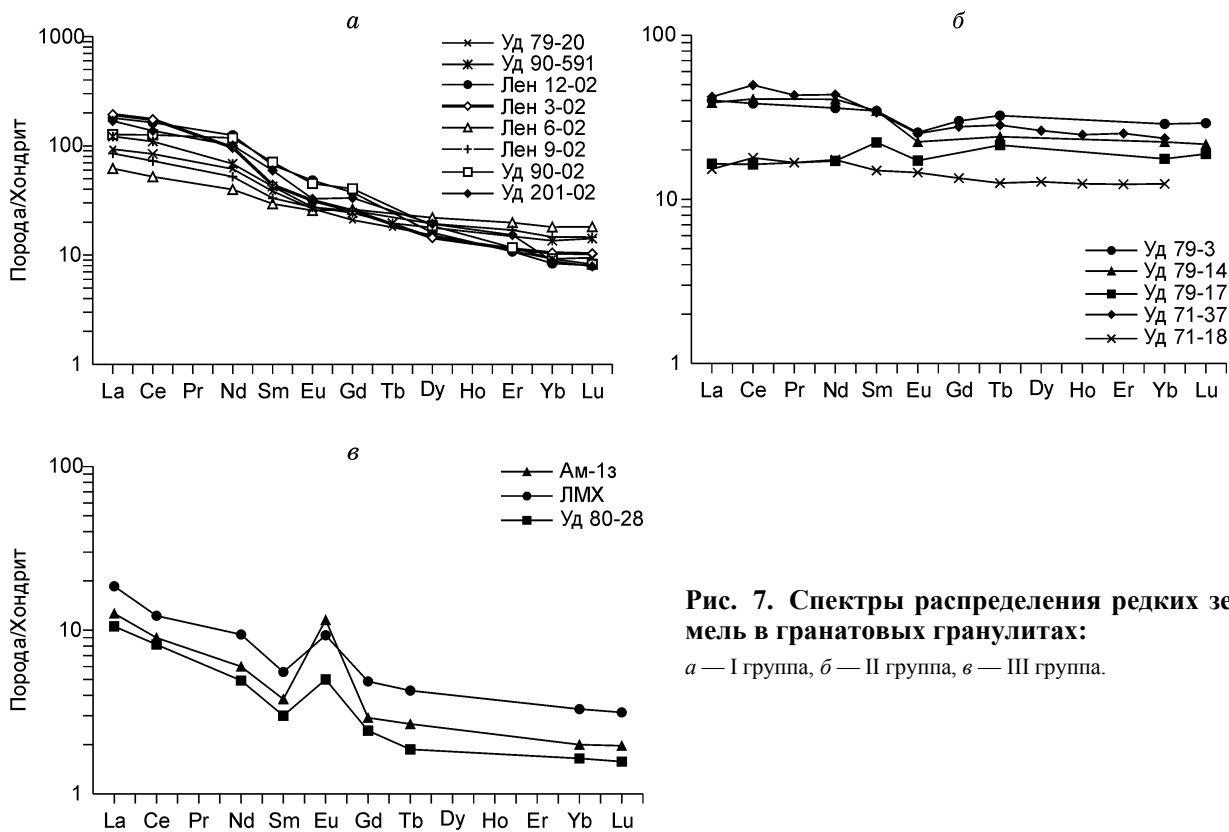 а
Порода/Хондрит
1000
100
10
1
Уд 79-20
Уд 90-591
Лен 12-02
Лен 3-02
Лен 6-02
Лен 9-02
Уд 90-02
Уд 201-02
La Ce Pr Nd Sm Eu Gd Tb Dy Ho Er Yb Lu
б
100
10
1
Уд 79-3
Уд 79-14
Уд 79-17
Уд 71-37
Уд 71-18
La Ce Pr Nd Sm Eu Gd Tb Dy Ho Er Yb Lu
в
Порода/Хондрит
100
10
1
Ам-1з
ЛМХ
Уд 80-28
La Ce Pr Nd Sm Eu Gd Tb Dy Ho Er Yb Lu
Рис. 7. Спектры распределения редких зе-
мель в гранатовых гранулитах:
а — I группа, б — II группа, в — III группа.